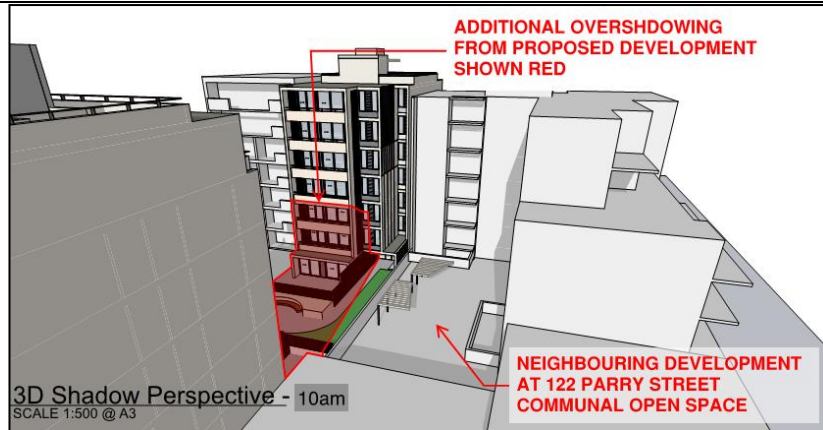 ADDITIONAL OVERSHDOWING
FROM PROPOSED DEVELOPMENT
SHOWN RED
NEIGHBOURING DEVELOPMENT
AT 122 PARRY STREET
COMMUNAL OPEN SPACE
3D Shadow Perspective - 10am
SCALE 1:500 @ A3